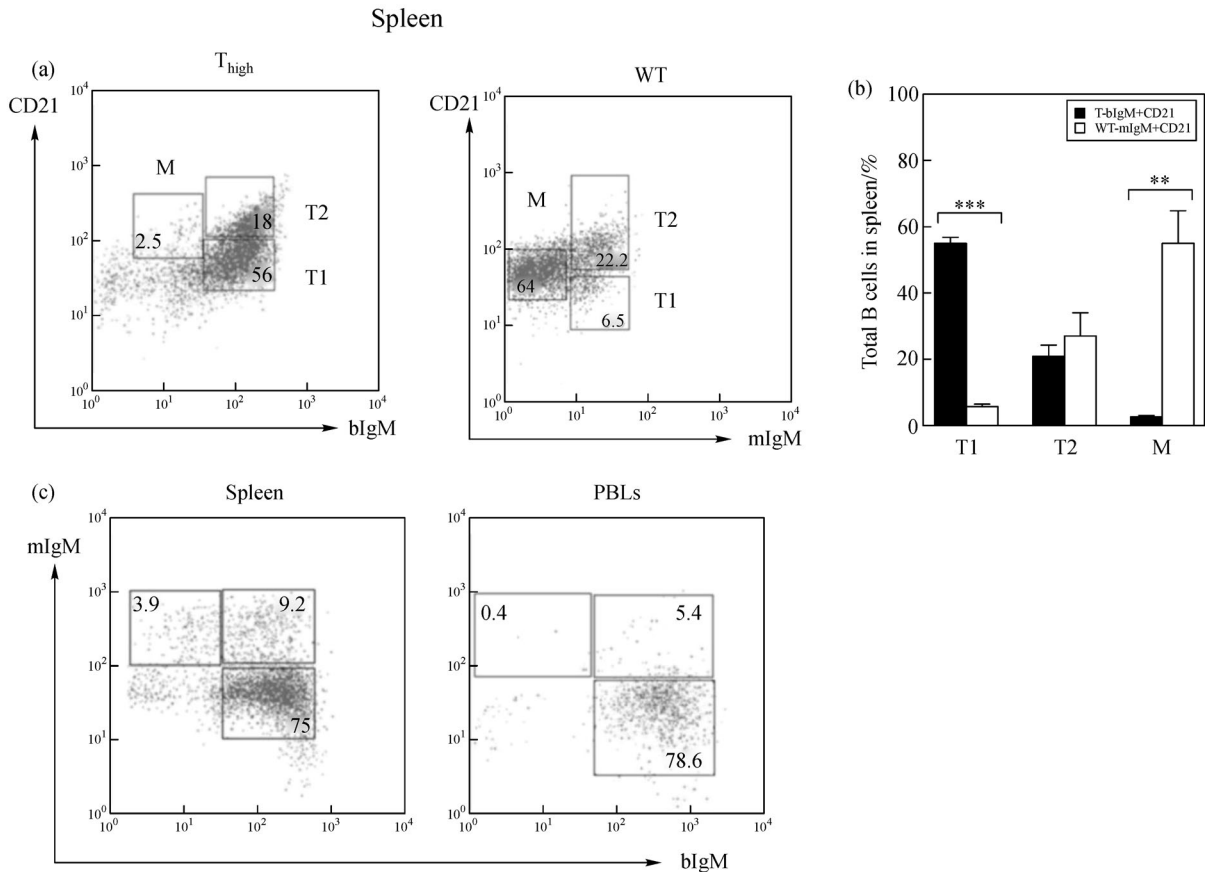 Spleen
(a)
T_high
CD21
10^4
10^3
10^2
10^1
10^0
M
2.5
18
T2
56
T1
10^0 10^1 10^2 10^3 10^4
bIgM
WT
CD21
10^4
10^3
10^2
10^1
10^0
M
T2
22.2
64
T1
6.5
10^0 10^1 10^2 10^3 10^4
mIgM
(b)
Total B cells in spleen/%
100
80
60
40
20
0
T-bIgM+CD21
WT-mIgM+CD21
***
**
T1 T2 M
(c)
Spleen
mIgM
10^4
10^3
10^2
10^1
10^0
3.9 9.2
75
10^0 10^1 10^2 10^3 10^4
PBLs
10^4
10^3
10^2
10^1
10^0
0.4 5.4
78.6
10^0 10^1 10^2 10^3 10^4
bIgM